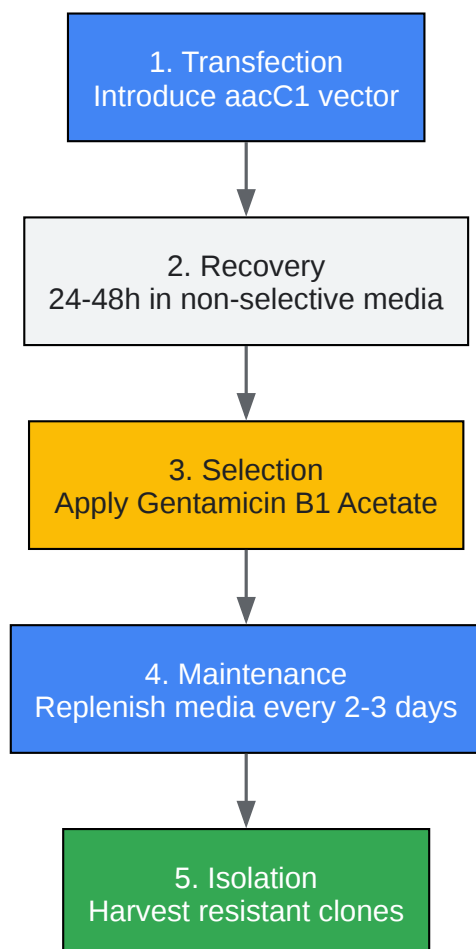 1. Transfection
Introduce aacC1 vector
2. Recovery
24-48h in non-selective media
3. Selection
Apply Gentamicin B1 Acetate
4. Maintenance
Replenish media every 2-3 days
5. Isolation
Harvest resistant clones